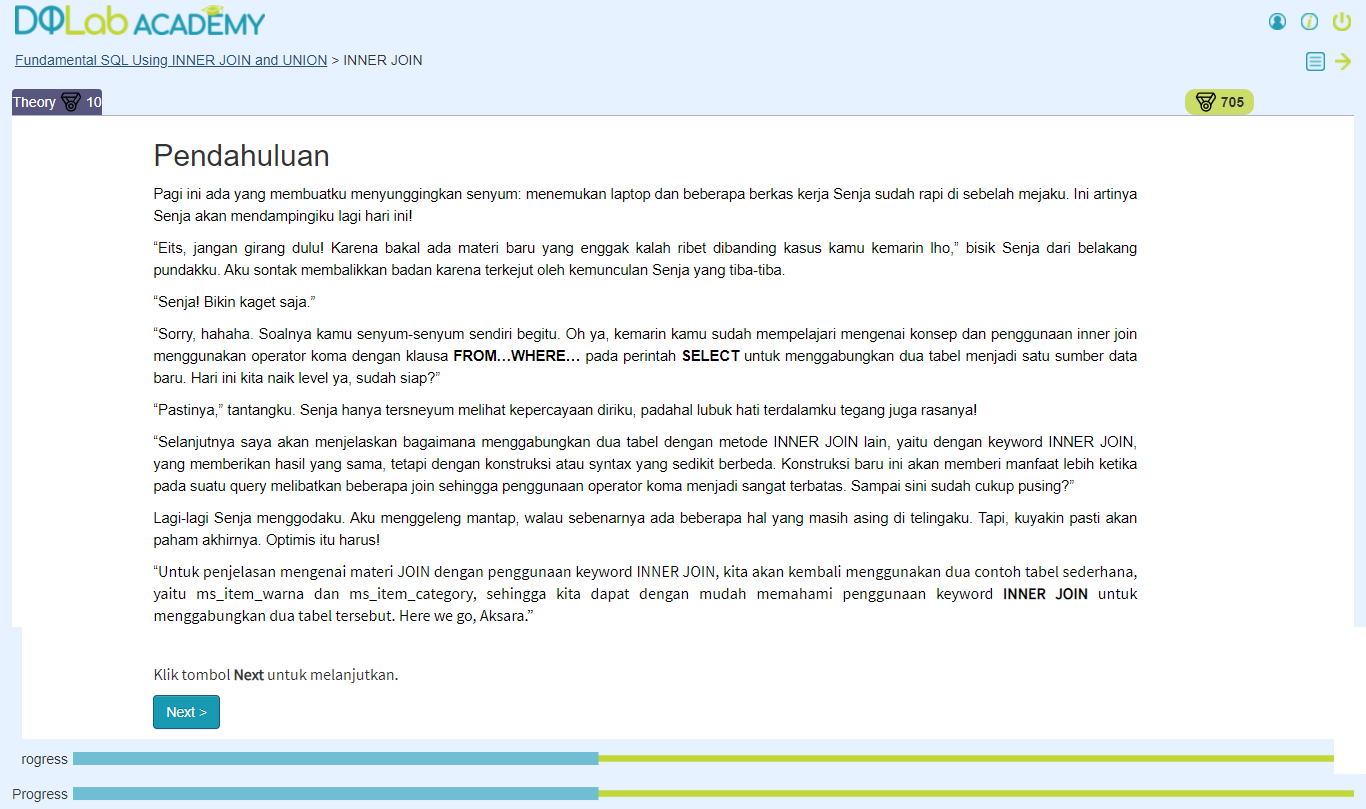 DQLab ACADEMY
Fundamental SQL Using INNER JOIN and UNION > INNER JOIN
Theory 10
705
Pendahuluan
Pagi ini ada yang membuatku menyunggingkan senyum: menemukan laptop dan beberapa berkas kerja Senja sudah rapi di sebelah mejaku. Ini artinya
Senja akan mendampingiku lagi hari ini!
“Eits, jangan girang dulu! Karena bakal ada materi baru yang enggak kalah ribet dibanding kasus kamu kemarin lho,” bisik Senja dari belakang
pundakku. Aku sontak membalikkan badan karena terkejut oleh kemunculan Senja yang tiba-tiba.
“Senja! Bikin kaget saja.”
“Sorry, hahaha. Soalnya kamu senyum-senyum sendiri begitu. Oh ya, kemarin kamu sudah mempelajari mengenai konsep dan penggunaan inner join
menggunakan operator koma dengan klausa FROM…WHERE… pada perintah SELECT untuk menggabungkan dua tabel menjadi satu sumber data
baru. Hari ini kita naik level ya, sudah siap?”
“Pastinya,” tantangku. Senja hanya tersneyum melihat kepercayaan diriku, padahal lubuk hati terdalamku tegang juga rasanya!
“Selanjutnya saya akan menjelaskan bagaimana menggabungkan dua tabel dengan metode INNER JOIN lain, yaitu dengan keyword INNER JOIN,
yang memberikan hasil yang sama, tetapi dengan konstruksi atau syntax yang sedikit berbeda. Konstruksi baru ini akan memberi manfaat lebih ketika
pada suatu query melibatkan beberapa join sehingga penggunaan operator koma menjadi sangat terbatas. Sampai sini sudah cukup pusing?”
Lagi-lagi Senja menggodaku. Aku menggeleng mantap, walau sebenarnya ada beberapa hal yang masih asing di telingaku. Tapi, kuyakin pasti akan
paham akhirnya. Optimis itu harus!
“Untuk penjelasan mengenai materi JOIN dengan penggunaan keyword INNER JOIN, kita akan kembali menggunakan dua contoh tabel sederhana,
yaitu ms_item_warna dan ms_item_category, sehingga kita dapat dengan mudah memahami penggunaan keyword INNER JOIN untuk
menggabungkan dua tabel tersebut. Here we go, Aksara.”
Klik tombol Next untuk melanjutkan.
Next >
rogress
Progress